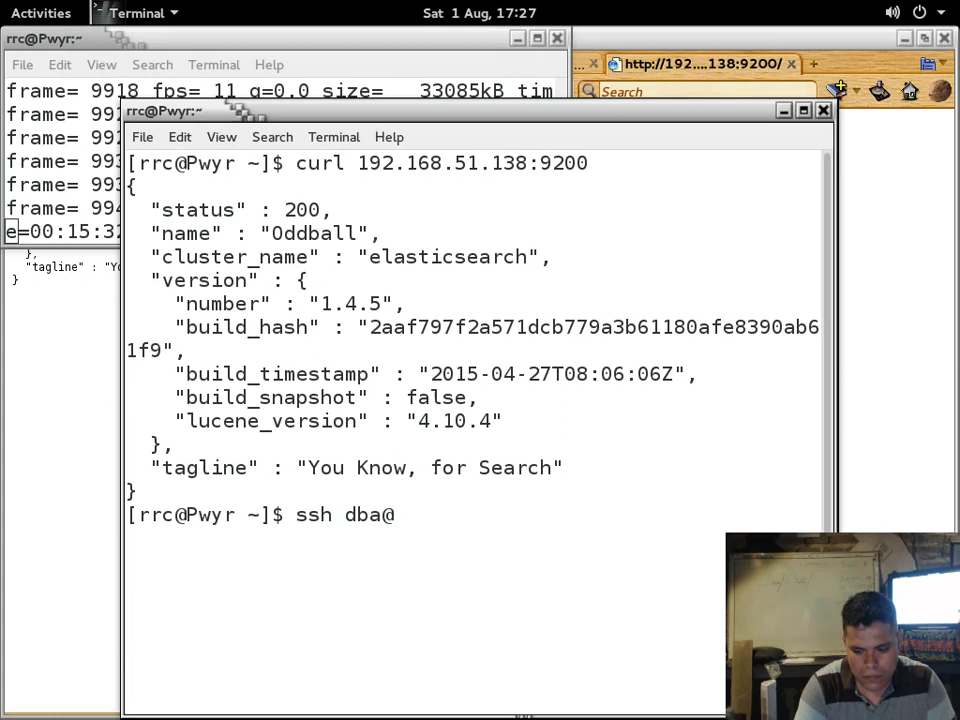 Activities
Terminal
Sat 1 Aug, 17:27
rrc@Pwyr:~
File Edit View Search Terminal Help
frame= 9918 fps= 11 q=0.0 size= 33085kB tim
frame= 992
frame= 992
frame= 993
frame= 993
frame= 994
e=00:15:32
},
"tagline" : "Yo
}
http://192....138:9200/
Search
rrc@Pwyr:~
File Edit View Search Terminal Help
[rrc@Pwyr ~]$ curl 192.168.51.138:9200
{
"status" : 200,
"name" : "Oddball",
"cluster_name" : "elasticsearch",
"version" : {
"number" : "1.4.5",
"build_hash" : "2aaf797f2a571dcb779a3b61180afe8390ab6
1f9",
"build_timestamp" : "2015-04-27T08:06:06Z",
"build_snapshot" : false,
"lucene_version" : "4.10.4"
},
"tagline" : "You Know, for Search"
}
[rrc@Pwyr ~]$ ssh dba@